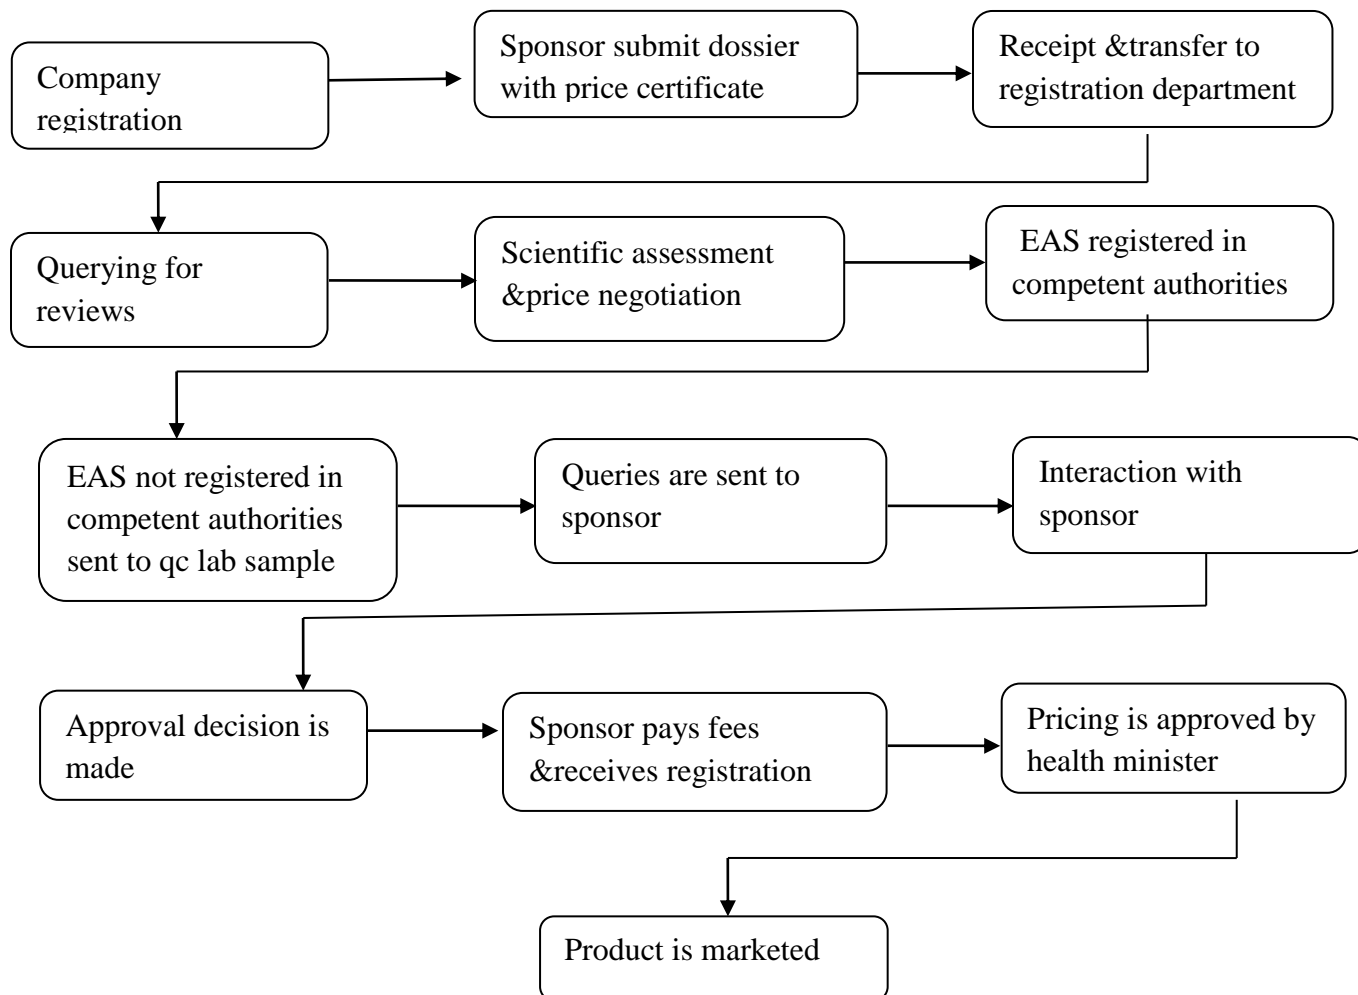 Company
registration
Sponsor submit dossier
with price certificate
Receipt &transfer to
registration department
Querying for
reviews
Scientific assessment
&price negotiation
EAS registered in
competent authorities
EAS not registered in
competent authorities
sent to qc lab sample
Queries are sent to
sponsor
Interaction with
sponsor
Approval decision is
made
Sponsor pays fees
&receives registration
Pricing is approved by
health minister
Product is marketed